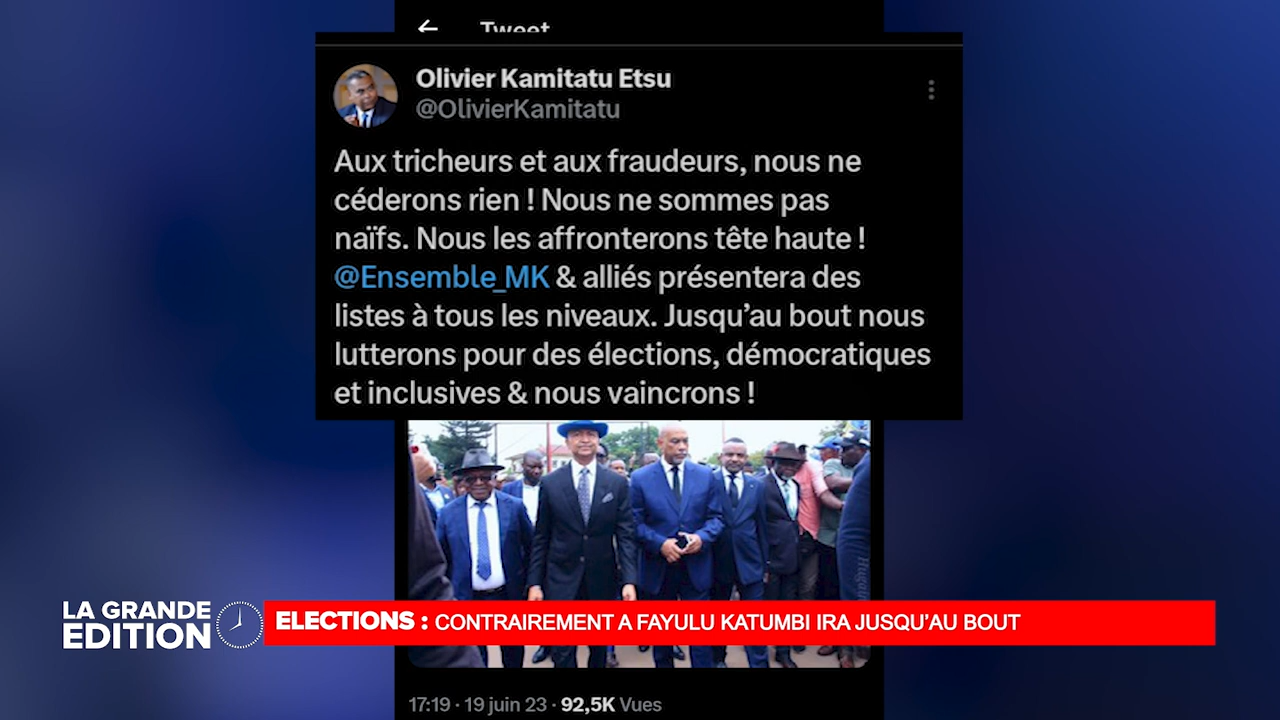 Tweet
Olivier Kamitatu Etsu
@OlivierKamitatu
Aux tricheurs et aux fraudeurs, nous ne
céderons rien ! Nous ne sommes pas
naïfs. Nous les affronterons tête haute !
@Ensemble_MK & alliés présentera des
listes à tous les niveaux. Jusqu’au bout nous
lutterons pour des élections, démocratiques
et inclusives & nous vaincrons !
LA GRANDE
EDITION
ELECTIONS : CONTRAIREMENT A FAYULU KATUMBI IRA JUSQU’AU BOUT
17:19 · 19 juin 23 · 92,5K Vues